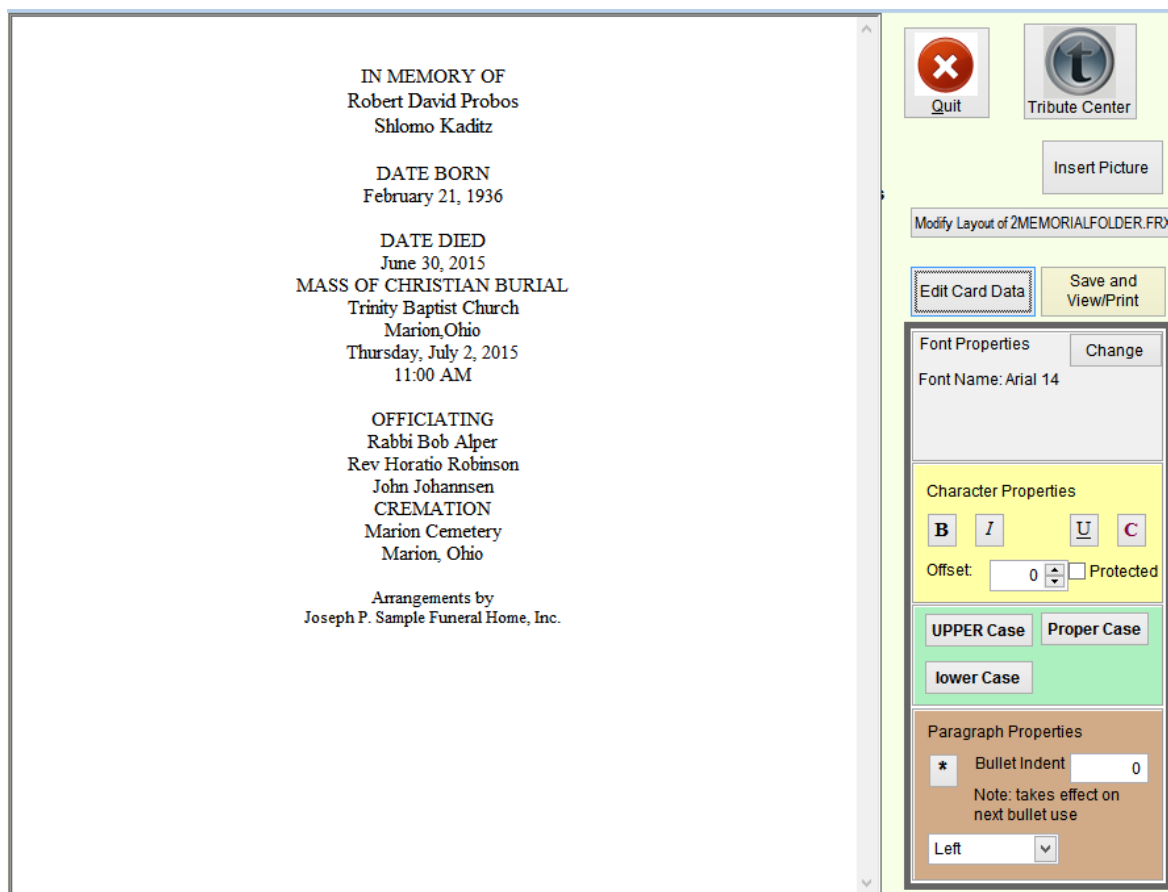 IN MEMORY OF
Robert David Probos
Shlomo Kaditz
DATE BORN
February 21, 1936
DATE DIED
June 30, 2015
MASS OF CHRISTIAN BURIAL
Trinity Baptist Church
Marion,Ohio
Thursday, July 2, 2015
11:00 AM
OFFICIATING
Rabbi Bob Alper
Rev Horatio Robinson
John Johannsen
CREMATION
Marion Cemetery
Marion, Ohio
Arrangements by
Joseph P. Sample Funeral Home, Inc.
Quit
t
Tribute Center
Insert Picture
s
Modify Layout of 2MEMORIALFOLDER.FRX
Edit Card Data
Save and
View/Print
Font Properties
Change
Font Name: Arial 14
Character Properties
B I U C
Offset: 0 Protected
UPPER Case Proper Case
lower Case
Paragraph Properties
* Bullet Indent 0
Note: takes effect on
next bullet use
Left